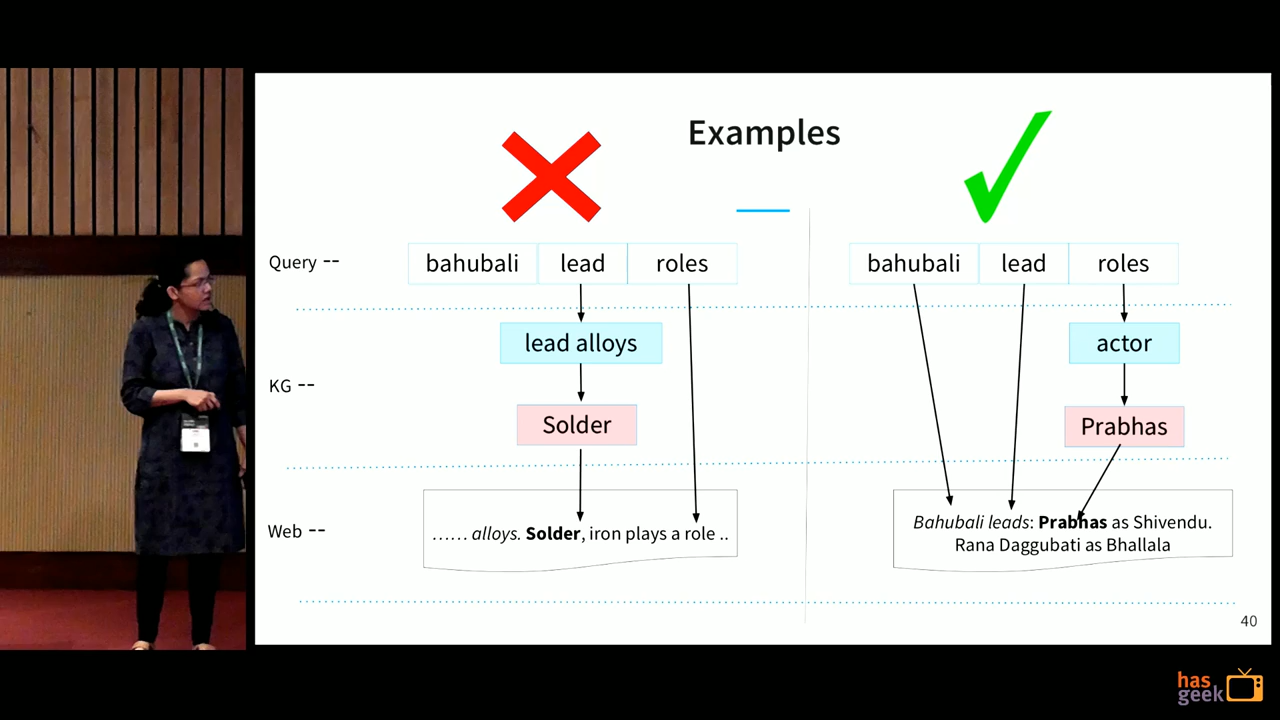 Examples
Query --
bahubali lead roles
bahubali lead roles
KG --
lead alloys
Solder
actor
Prabhas
Web --
...... alloys. Solder, iron plays a role ..
Bahubali leads: Prabhas as Shivendu.
Rana Daggubati as Bhallala
40
has
geek